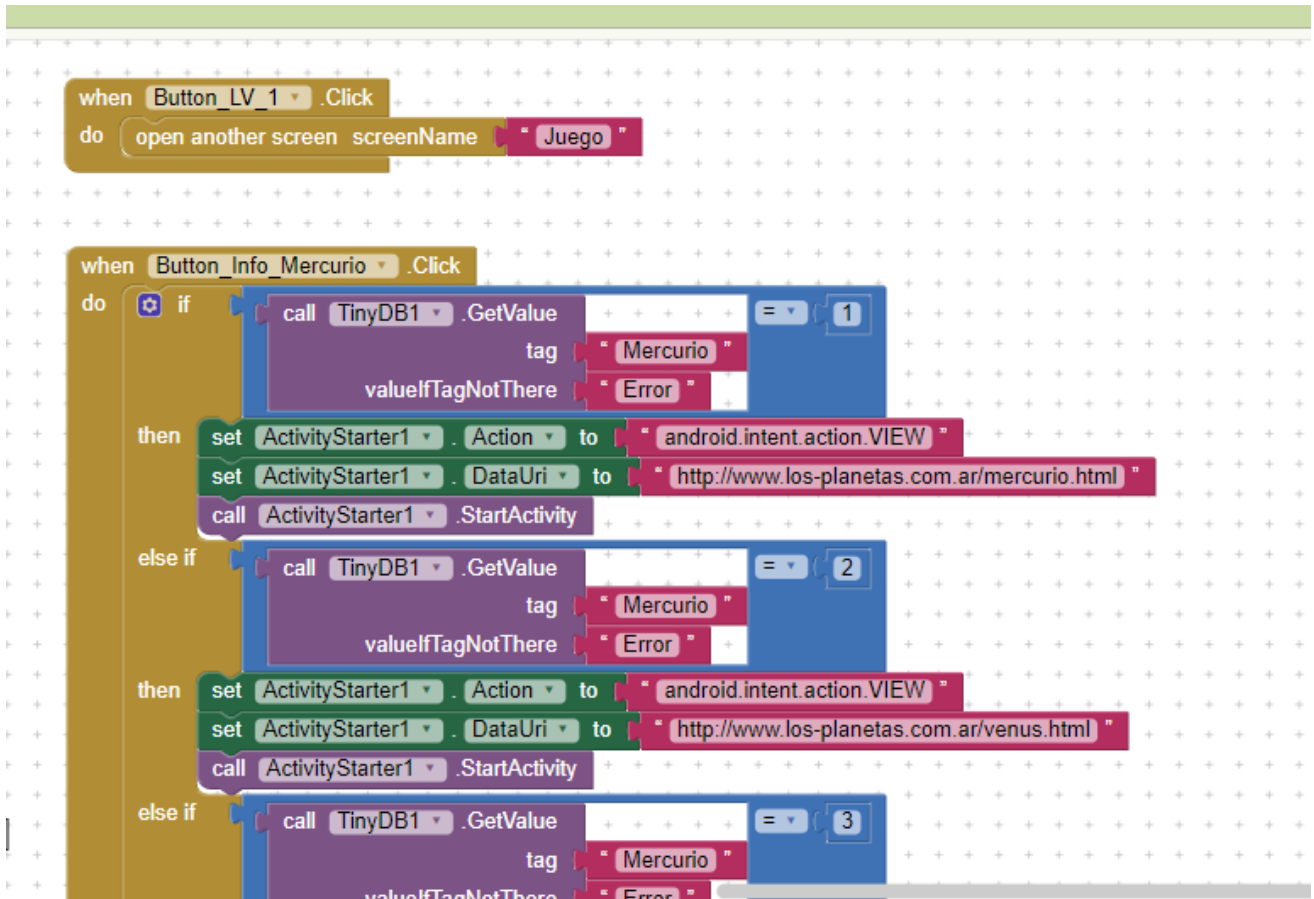 when Button_LV_1 .Click
do open another screen screenName " Juego "
when Button_Info_Mercurio .Click
do if call TinyDB1 .GetValue = 1
tag " Mercurio "
valueIfTagNotThere " Error "
then set ActivityStarter1 . Action to " android.intent.action.VIEW "
set ActivityStarter1 . DataUri to " http://www.los-planetas.com.ar/mercurio.html "
call ActivityStarter1 .StartActivity
else if call TinyDB1 .GetValue = 2
tag " Mercurio "
valueIfTagNotThere " Error "
then set ActivityStarter1 . Action to " android.intent.action.VIEW "
set ActivityStarter1 . DataUri to " http://www.los-planetas.com.ar/venus.html "
call ActivityStarter1 .StartActivity
else if call TinyDB1 .GetValue = 3
tag " Mercurio "
valueIfTagNotThere " Error "